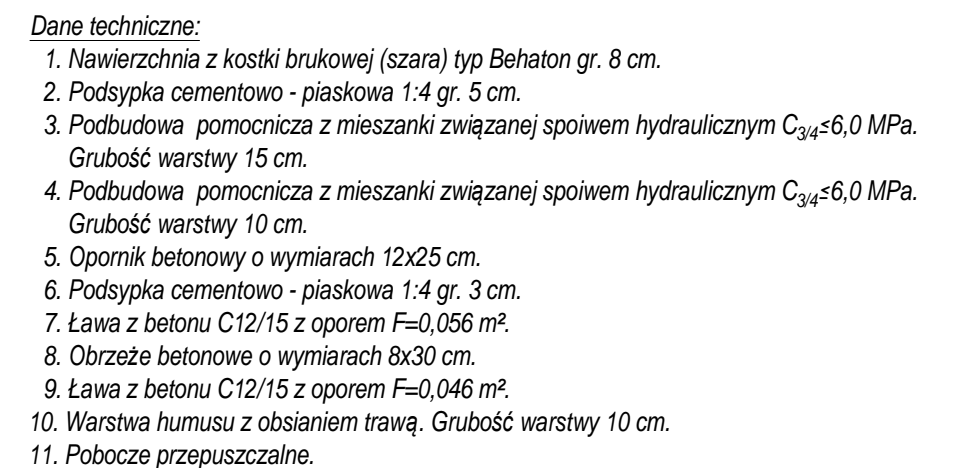 Dane techniczne:
1. Nawierzchnia z kostki brukowej (szara) typ Behaton gr. 8 cm.
2. Podsypka cementowo - piaskowa 1:4 gr. 5 cm.
3. Podbudowa pomocnicza z mieszanki związanej spoiwem hydraulicznym C3/4≤6,0 MPa.
Grubość warstwy 15 cm.
4. Podbudowa pomocnicza z mieszanki związanej spoiwem hydraulicznym C3/4≤6,0 MPa.
Grubość warstwy 10 cm.
5. Opornik betonowy o wymiarach 12x25 cm.
6. Podsypka cementowo - piaskowa 1:4 gr. 3 cm.
7. Ława z betonu C12/15 z oporem F=0,056 m².
8. Obrzeże betonowe o wymiarach 8x30 cm.
9. Ława z betonu C12/15 z oporem F=0,046 m².
10. Warstwa humusu z obsianiem trawą. Grubość warstwy 10 cm.
11. Pobocze przepuszczalne.